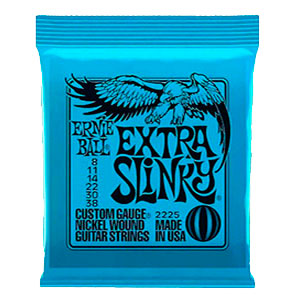 ERNIE
BALL®
EXTRA
SLINKY®
8
11
14
22
30
38
CUSTOM GAUGE®
NICKEL WOUND
GUITAR STRINGS
2225
MADE
IN USA